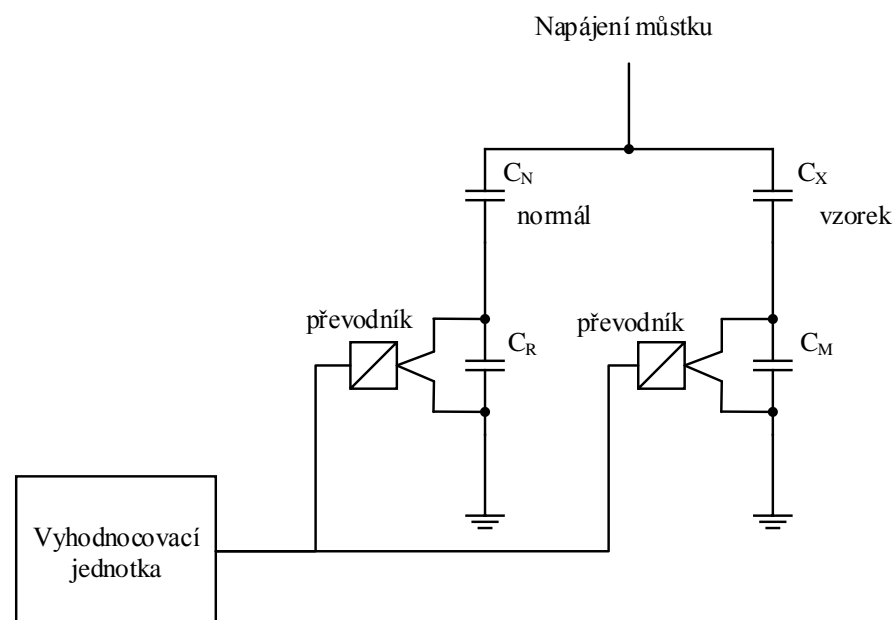 Napájení můstku
C_N
C_X
normál
vzorek
převodník
převodník
C_R
C_M
Vyhodnocovací
jednotka